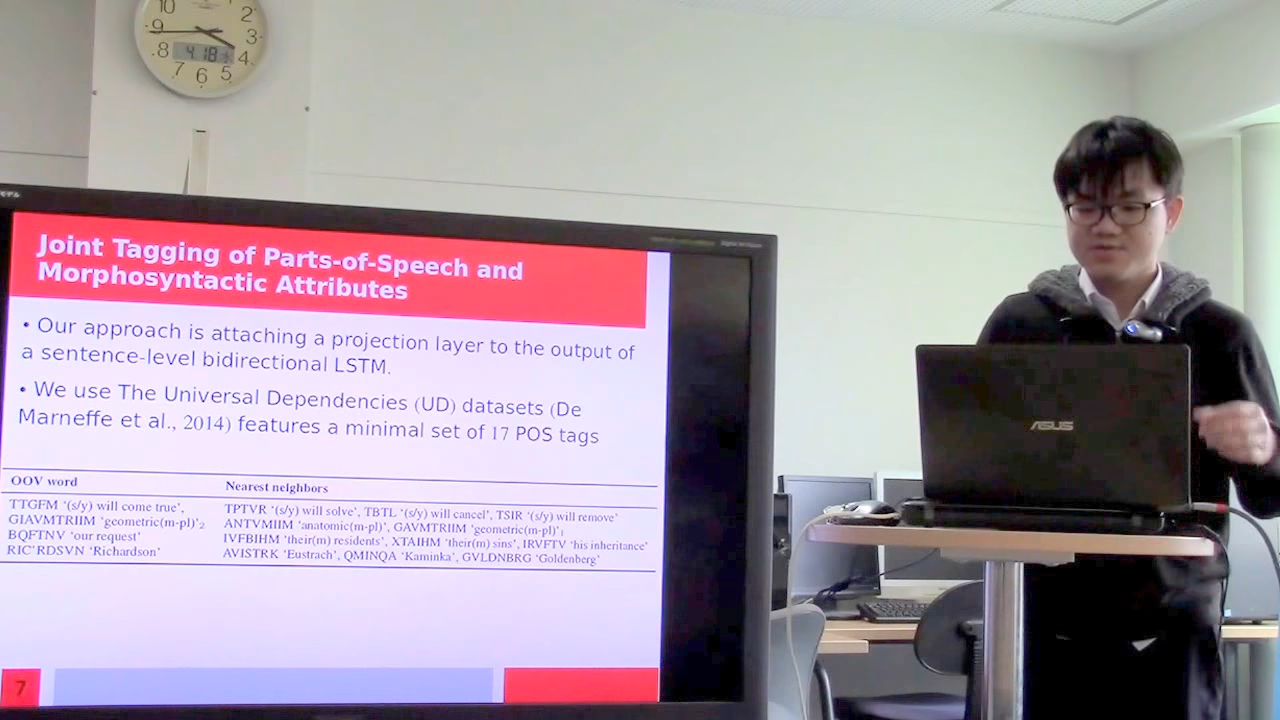 10
2
9
3
8
4
7
6
5
4.18
Joint Tagging of Parts-of-Speech and
Morphosyntactic Attributes
• Our approach is attaching a projection layer to the output of
a sentence-level bidirectional LSTM.
• We use The Universal Dependencies (UD) datasets (De
Marneffe et al., 2014) features a minimal set of 17 POS tags
OOV word Nearest neighbors
TTGFM ‘(s/y) will come true’, TPTVR ‘(s/y) will solve’, TBTL ‘(s/y) will cancel’, TSIR ‘(s/y) will remove’
GIAVMTRIIM ‘geometric(m-pl)’2 ANTVMIIM ‘anatomic(m-pl)’, GAVMTRIIM ‘geometric(m-pl)’1
BQFTNV ‘our request’ IVFBIHM ‘their(m) residents’, XTAIHM ‘their(m) sins’, IRVFTV ‘his inheritance’
RIC’RDSVN ‘Richardson’ AVISTRK ‘Eustrach’, QMINQA ‘Kaminka’, GVLDNBRG ‘Goldenberg’
7
ASUS